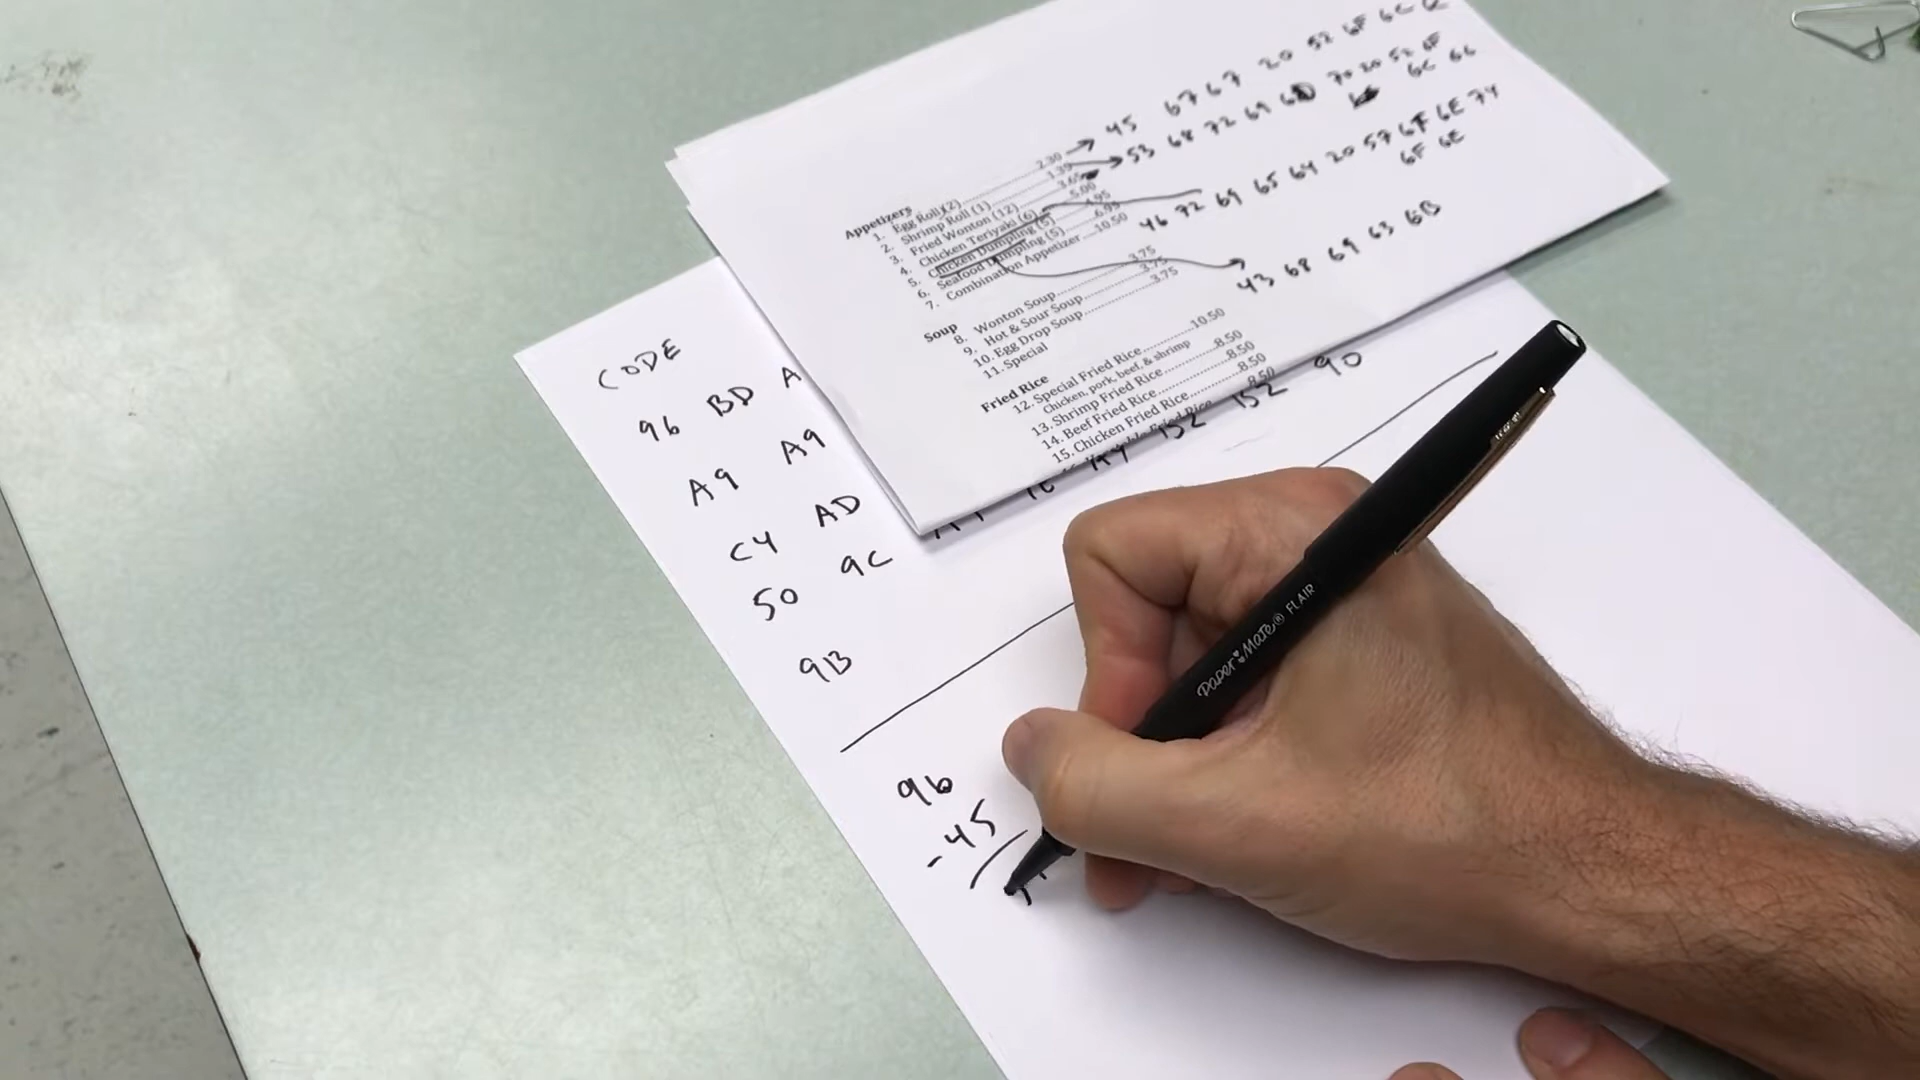 45 67 67 20 52 6F 6C
53 68 72 69 6D 70 20 52 6F
6C 6C
46 72 69 65 64 20 57 6F 6E 74
6F 6E
43 68 69 63 6B
Appetizers
1. Egg Roll (2) 2.30
2. Shrimp Roll (1) 1.39
3. Fried Wonton (12) 3.65
4. Chicken Teriyaki (6) 5.00
5. Chicken Dumpling (5) 4.95
6. Seafood Dumpling (5) 6.95
7. Combination Appetizer 10.50
Soup
8. Wonton Soup 3.75
9. Hot & Sour Soup 3.75
10. Egg Drop Soup 3.75
11. Special
Fried Rice
12. Special Fried Rice 10.50
Chicken, pork, beef, & shrimp
13. Shrimp Fried Rice 8.50
14. Beef Fried Rice 8.50
15. Chicken Fried Rice 8.50
Fried Rice 8.50
CODE
96 BD A
A9 A9 152 152 90
C4 AD
50 9C
9B
96
-45
Paper Mate® FLAIR